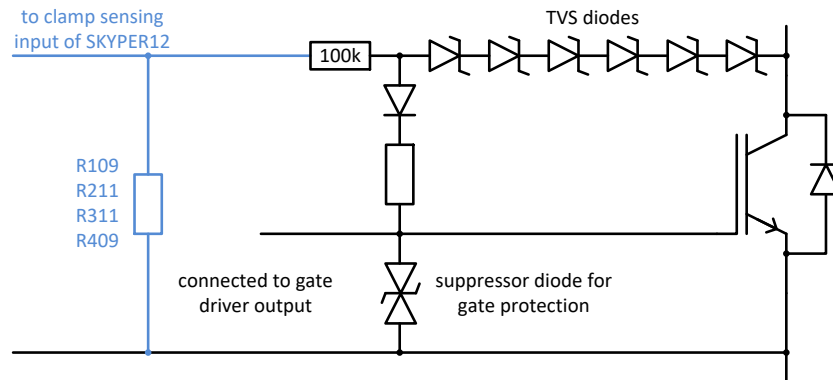 to clamp sensing
input of SKYPER12
TVS diodes
100k
R109
R211
R311
R409
connected to gate
driver output
suppressor diode for
gate protection